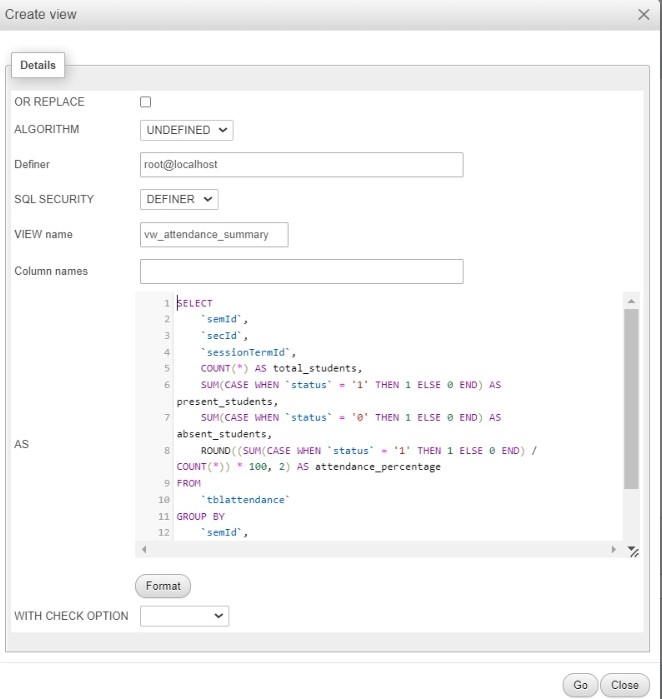 Create view
Details
OR REPLACE
ALGORITHM UNDEFINED
Definer root@localhost
SQL SECURITY DEFINER
VIEW name vw_attendance_summary
Column names
AS
1 SELECT
2 `semId`,
3 `secId`,
4 `sessionTermId`,
5 COUNT(*) AS total_students,
6 SUM(CASE WHEN `status` = '1' THEN 1 ELSE 0 END) AS
present_students,
7 SUM(CASE WHEN `status` = '0' THEN 1 ELSE 0 END) AS
absent_students,
8 ROUND((SUM(CASE WHEN `status` = '1' THEN 1 ELSE 0 END) /
COUNT(*)) * 100, 2) AS attendance_percentage
9 FROM
10 `tblattendance`
11 GROUP BY
12 `semId`,
Format
WITH CHECK OPTION
Go Close